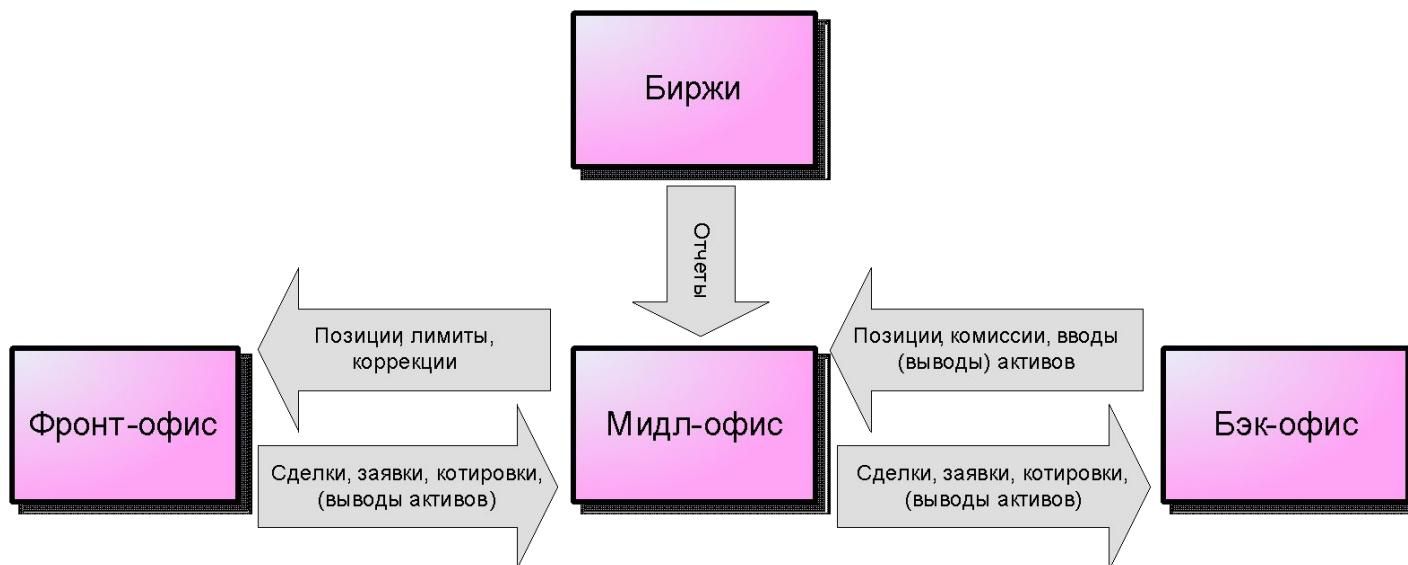 Биржи
Отчеты
Позиции, лимиты,
коррекции
Позиции, комиссии, вводы
(выводы) активов
Фронт-офис
Мидл-офис
Бэк-офис
Сделки, заявки, котировки,
(выводы активов)
Сделки, заявки, котировки,
(выводы активов)